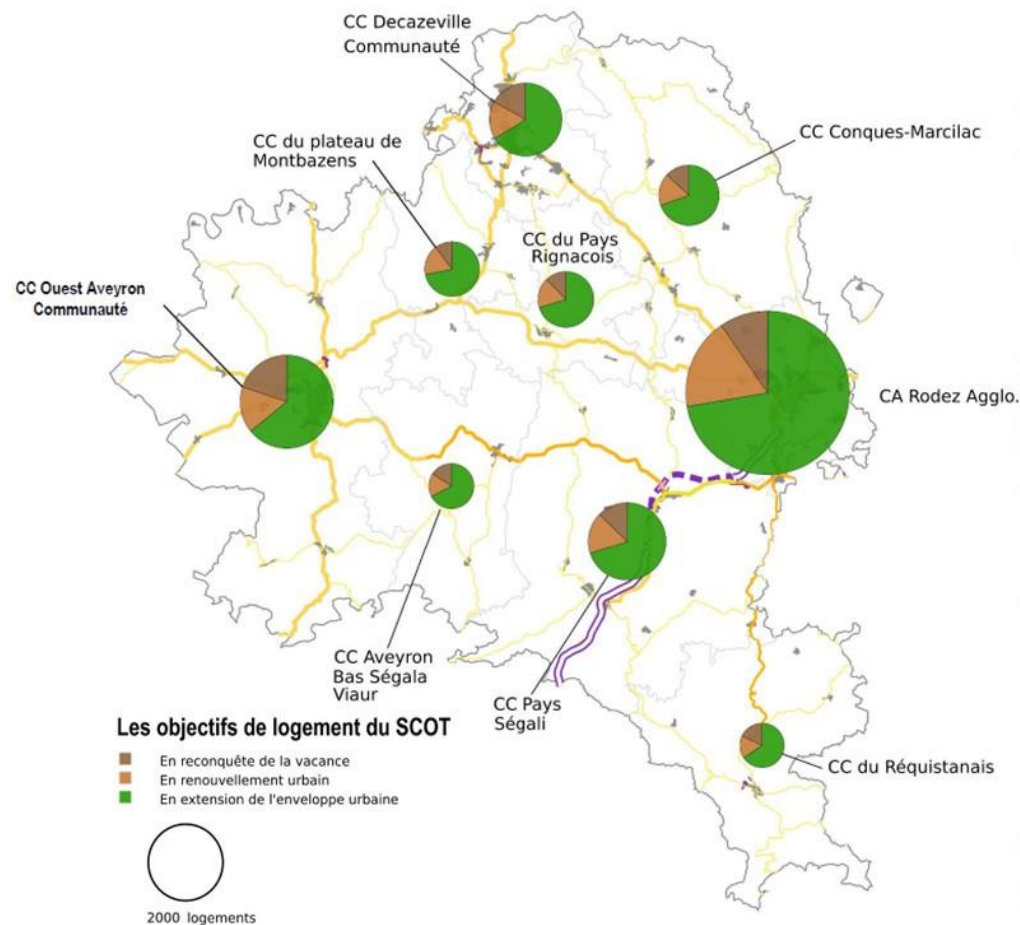 CC Decazeville
Communauté
CC du plateau de
Montbazens
CC Conques-Marcilac
CC du Pays
Rignacois
CC Ouest Aveyron
Communauté
CA Rodez Agglo.
CC Aveyron
Bas Ségala
Viaur
CC Pays
Ségali
CC du Réquistanais
Les objectifs de logement du SCOT
En reconquête de la vacance
En renouvellement urbain
En extension de l'enveloppe urbaine
2000 logements